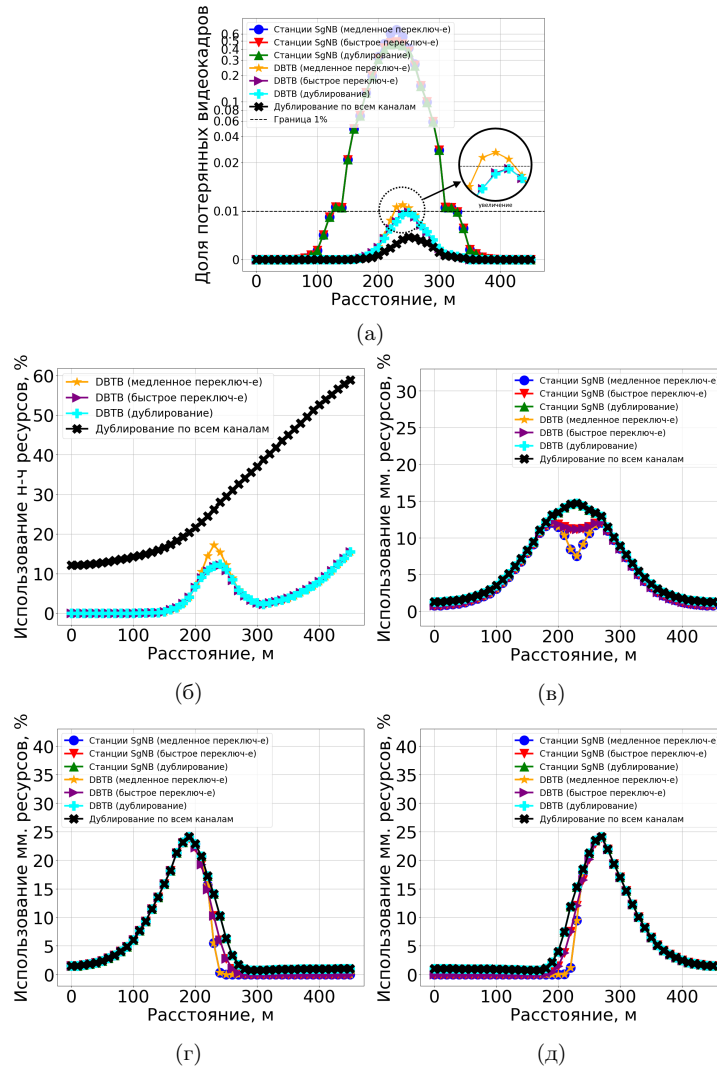 Доля потерянных видеокадров
0.6
0.5
0.4
0.3
0.2
0.1
0.08
0.06
0.04
0.02
0.01
0
Станции SgNB (медленное переключ-е)
Станции SgNB (быстрое переключ-е)
Станции SgNB (дублирование)
DBTB (медленное переключ-е)
DBTB (быстрое переключ-е)
DBTB (дублирование)
Дублирование по всем каналам
Граница 1%
увеличение
0 100 200 300 400
Расстояние, м
(а)
Использование н-ч ресурсов, %
60
50
40
30
20
10
0
DBTB (медленное переключ-е)
DBTB (быстрое переключ-е)
DBTB (дублирование)
Дублирование по всем каналам
0 100 200 300 400
Расстояние, м
(б)
Использование мм. ресурсов, %
30
25
20
15
10
5
0
Станции SgNB (медленное переключ-е)
Станции SgNB (быстрое переключ-е)
Станции SgNB (дублирование)
DBTB (медленное переключ-е)
DBTB (быстрое переключ-е)
DBTB (дублирование)
Дублирование по всем каналам
0 100 200 300 400
Расстояние, м
(в)
Использование мм. ресурсов, %
40
35
30
25
20
15
10
5
0
Станции SgNB (медленное переключ-е)
Станции SgNB (быстрое переключ-е)
Станции SgNB (дублирование)
DBTB (медленное переключ-е)
DBTB (быстрое переключ-е)
DBTB (дублирование)
Дублирование по всем каналам
0 100 200 300 400
Расстояние, м
(г)
Использование мм. ресурсов, %
40
35
30
25
20
15
10
5
0
Станции SgNB (медленное переключ-е)
Станции SgNB (быстрое переключ-е)
Станции SgNB (дублирование)
DBTB (медленное переключ-е)
DBTB (быстрое переключ-е)
DBTB (дублирование)
Дублирование по всем каналам
0 100 200 300 400
Расстояние, м
(д)